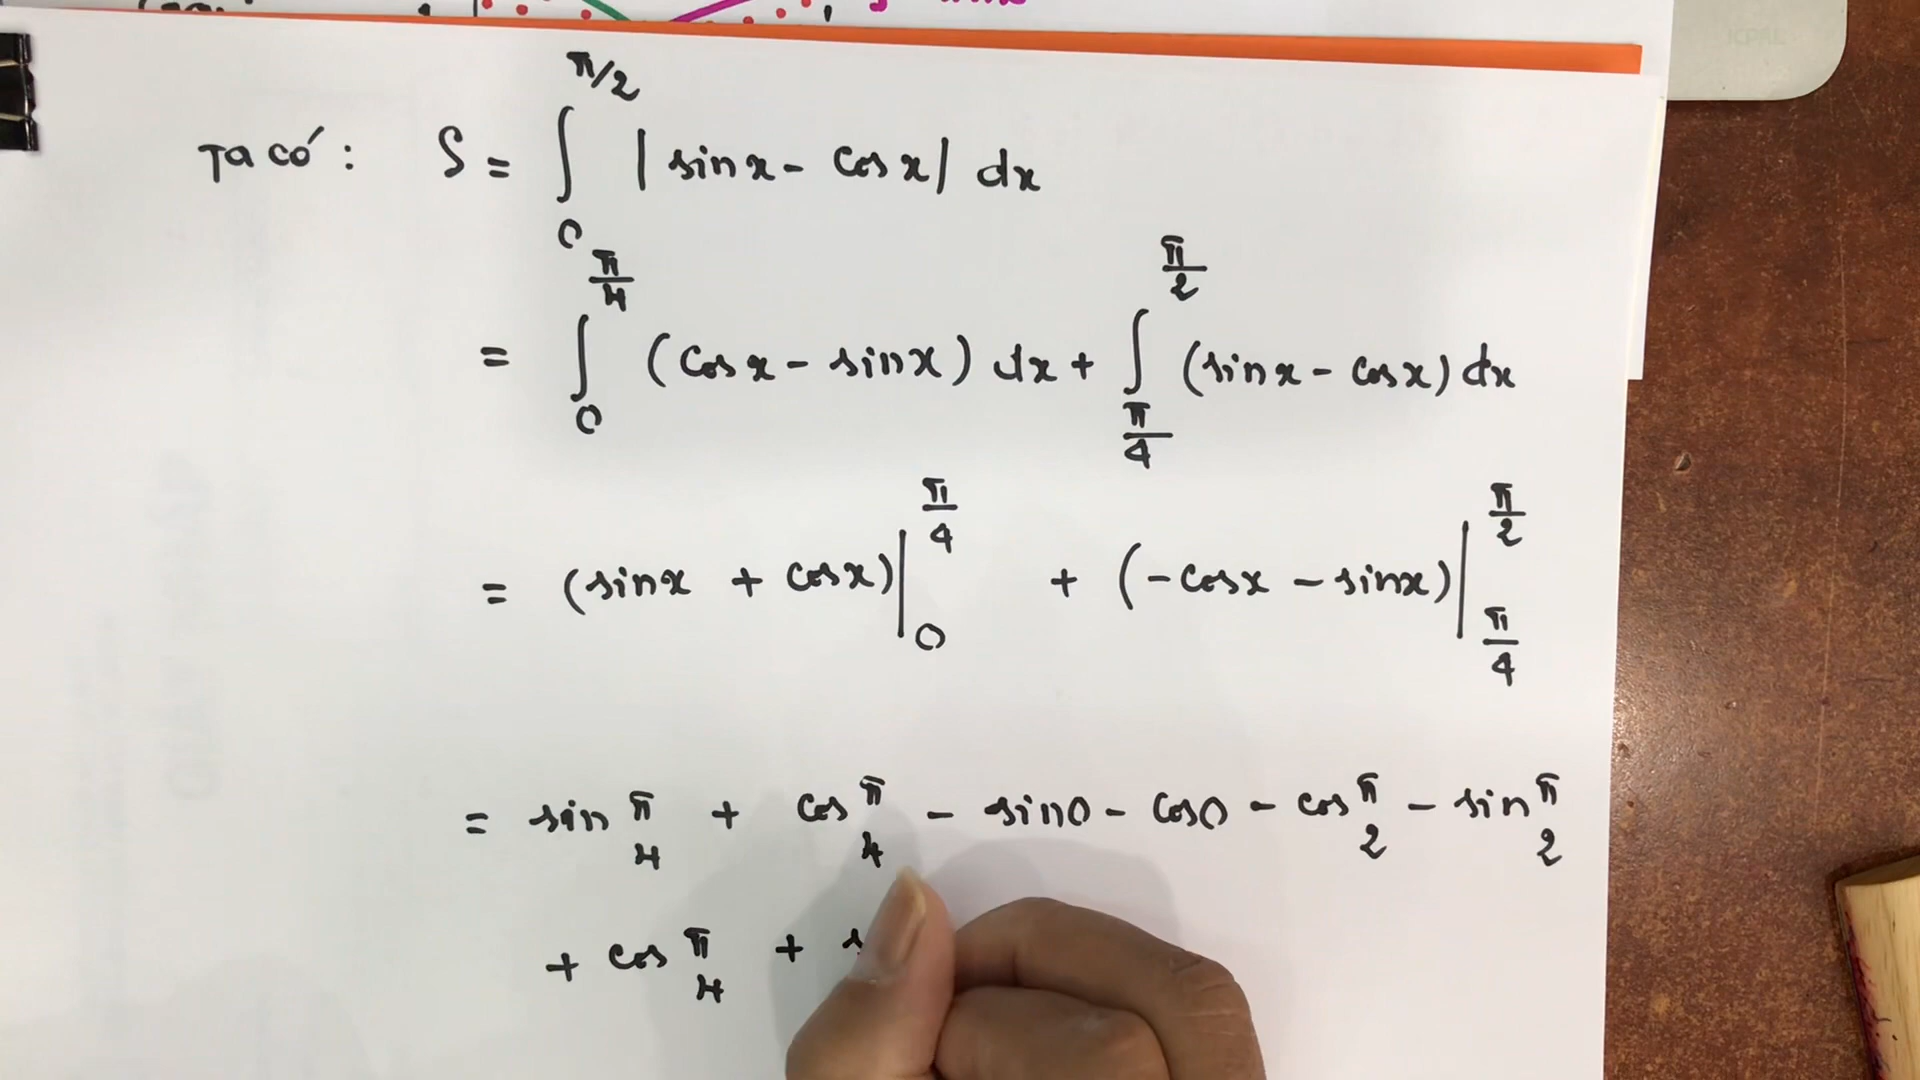 Ta có: S = ∫_0^{π/2} | sinx - cosx | dx
= ∫_0^{π/4} (cosx - sinx) dx + ∫_{π/4}^{π/2} (sinx - cosx) dx
= (sinx + cosx) |_0^{π/4} + (-cosx - sinx) |_{π/4}^{π/2}
= sin π/4 + cos π/4 - sin0 - cos0 - cos π/2 - sin π/2
+ cos π/4 + s